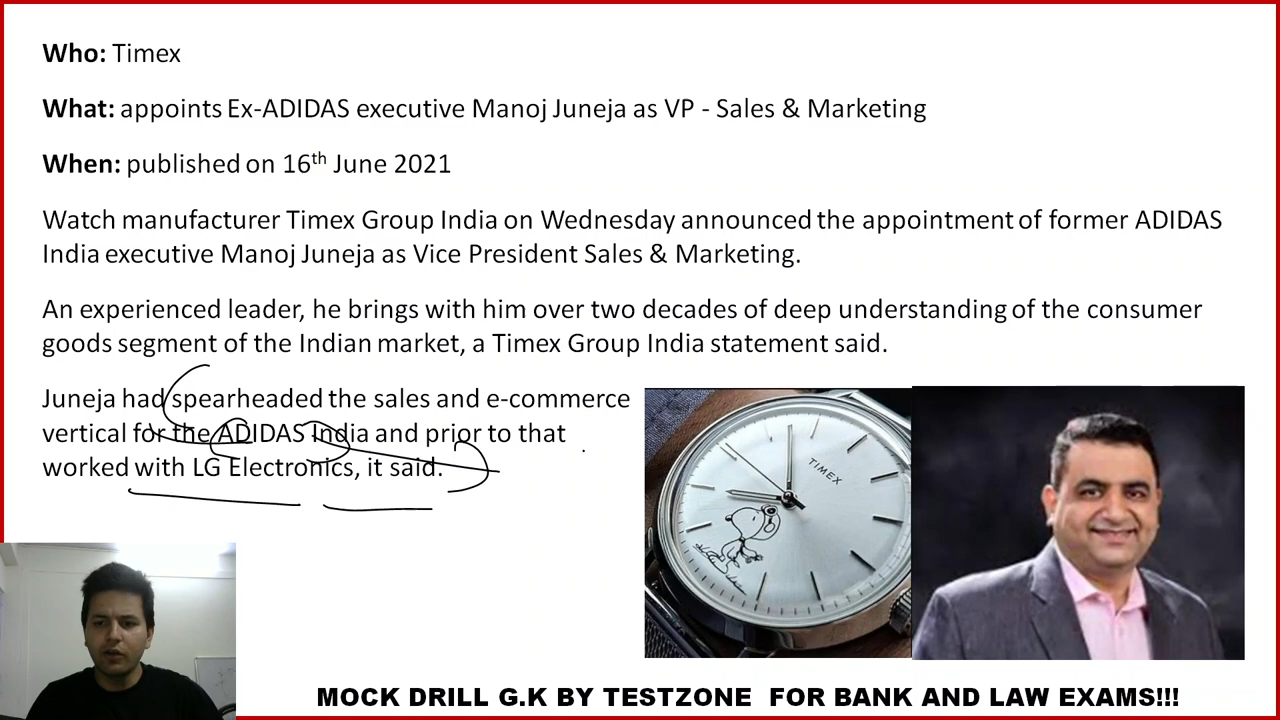 Who: Timex
What: appoints Ex-ADIDAS executive Manoj Juneja as VP - Sales & Marketing
When: published on 16th June 2021
Watch manufacturer Timex Group India on Wednesday announced the appointment of former ADIDAS
India executive Manoj Juneja as Vice President Sales & Marketing.
An experienced leader, he brings with him over two decades of deep understanding of the consumer
goods segment of the Indian market, a Timex Group India statement said.
Juneja had spearheaded the sales and e-commerce
vertical for the ADIDAS India and prior to that
worked with LG Electronics, it said.
TIMEX
MOCK DRILL G.K BY TESTZONE FOR BANK AND LAW EXAMS!!!